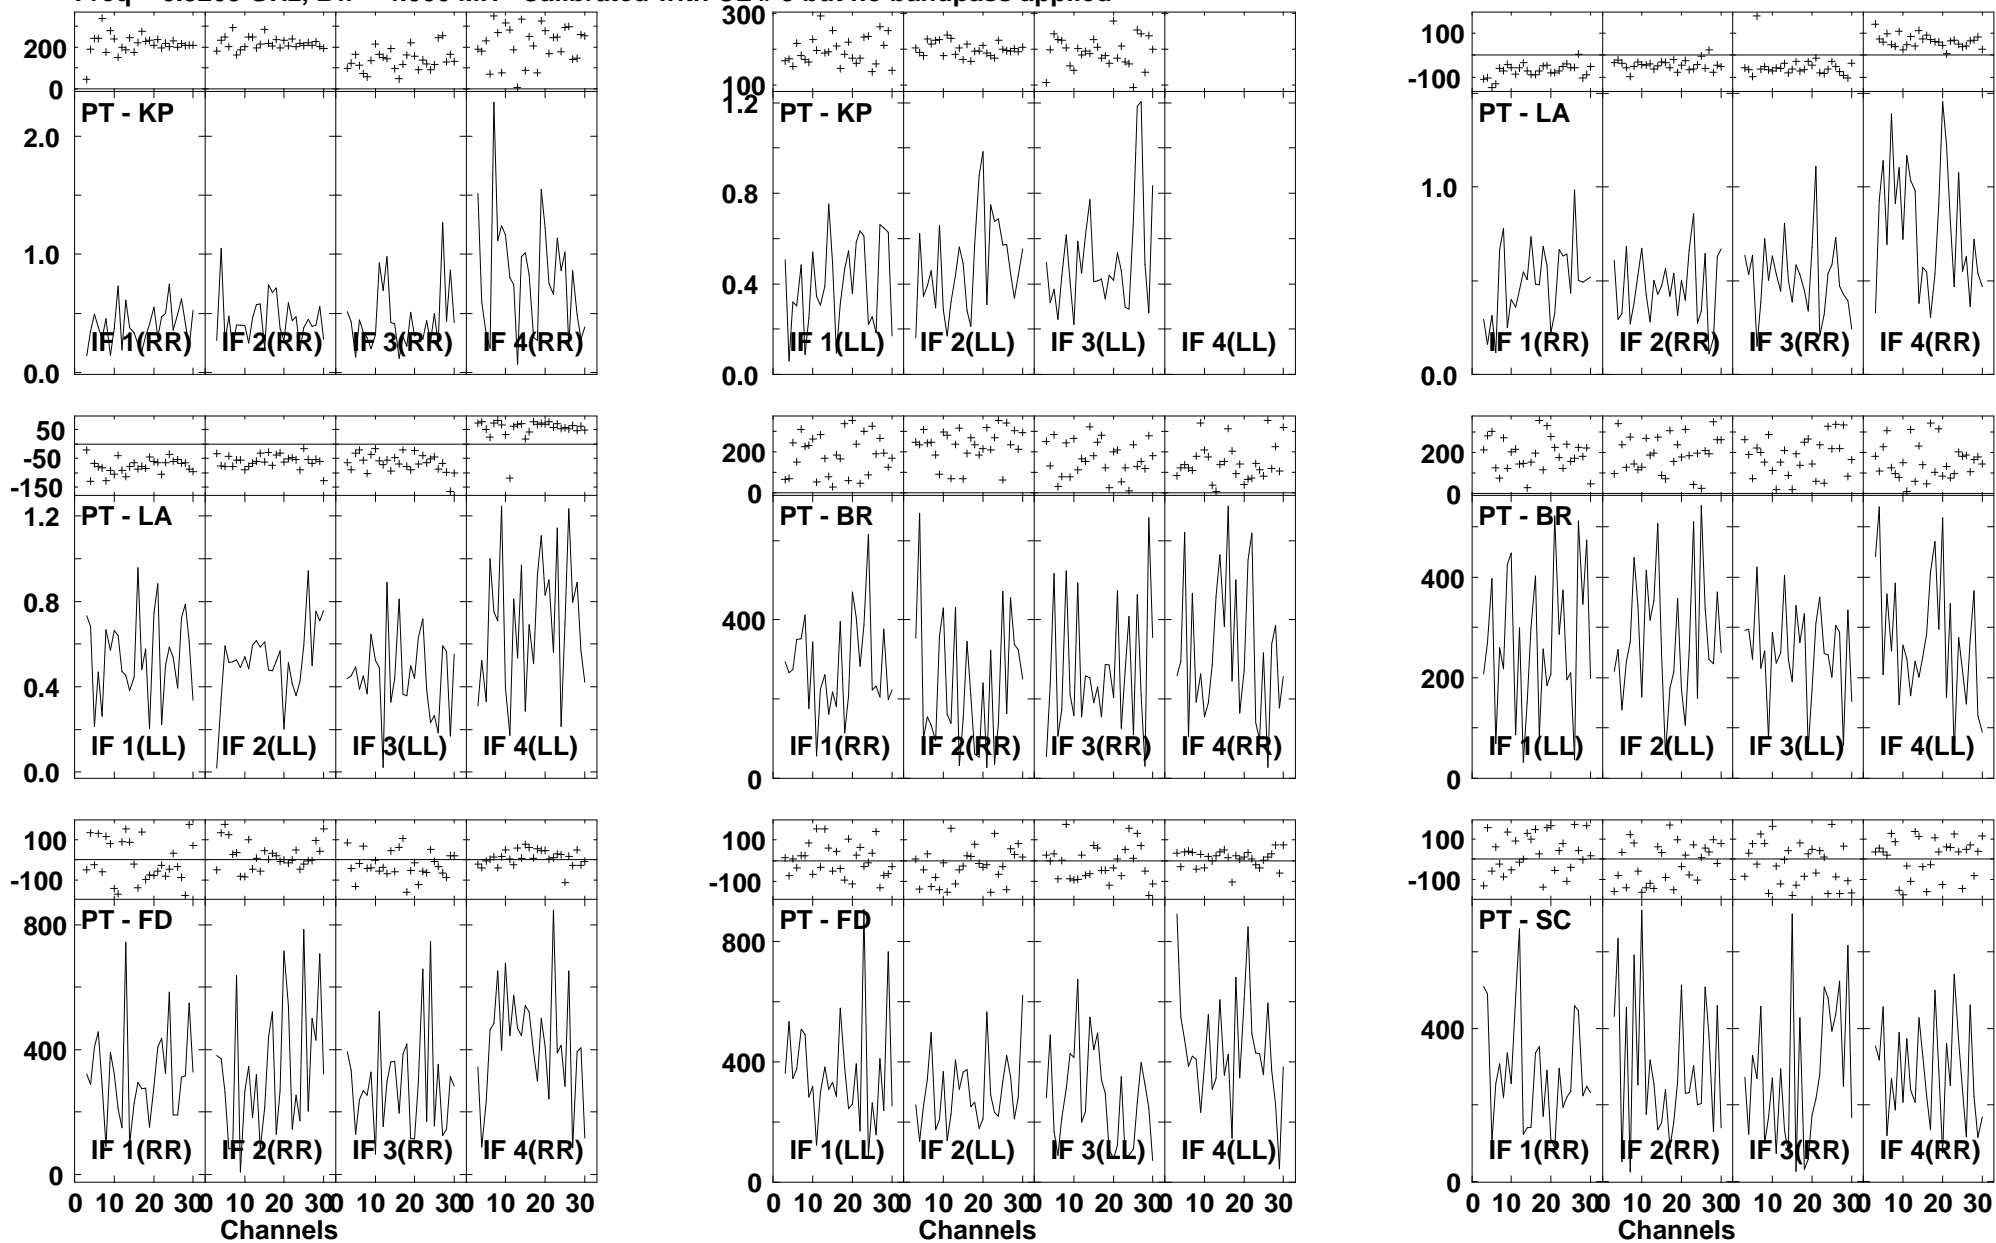 but no bandpass applied
200
0
300
100
100
-100
PT - KP
2.0
1.0
0.0
IF 1(RR) IF 2(RR) IF 3(RR) IF 4(RR)
PT - KP
1.2
0.8
0.4
0.0
IF 1(LL) IF 2(LL) IF 3(LL) IF 4(LL)
PT - LA
1.0
0.0
IF 1(RR) IF 2(RR) IF 3(RR) IF 4(RR)
50
-50
-150
200
0
200
0
PT - LA
1.2
0.8
0.4
0.0
IF 1(LL) IF 2(LL) IF 3(LL) IF 4(LL)
PT - BR
400
0
IF 1(RR) IF 2(RR) IF 3(RR) IF 4(RR)
PT - BR
400
200
0
IF 1(LL) IF 2(LL) IF 3(LL) IF 4(LL)
100
-100
100
-100
100
-100
PT - FD
800
400
0
IF 1(RR) IF 2(RR) IF 3(RR) IF 4(RR)
PT - FD
800
400
0
IF 1(LL) IF 2(LL) IF 3(LL) IF 4(LL)
PT - SC
400
0
IF 1(RR) IF 2(RR) IF 3(RR) IF 4(RR)
0 10 20 30 0 10 20 30 0 10 20 30 0 10 20 30
Channels
0 10 20 30 0 10 20 30 0 10 20 30 0 10 20 30
Channels
0 10 20 30 0 10 20 30 0 10 20 30 0 10 20 30
Channels